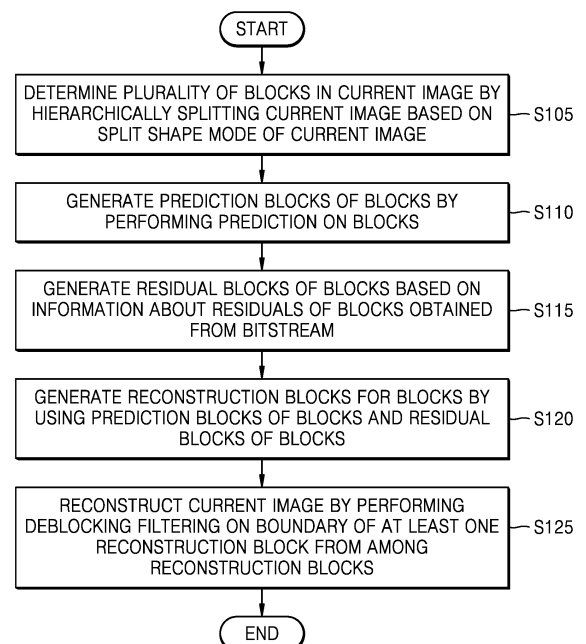 START
DETERMINE PLURALITY OF BLOCKS IN CURRENT IMAGE BY
HIERARCHICALLY SPLITTING CURRENT IMAGE BASED ON
SPLIT SHAPE MODE OF CURRENT IMAGE
S105
GENERATE PREDICTION BLOCKS OF BLOCKS BY
PERFORMING PREDICTION ON BLOCKS
S110
GENERATE RESIDUAL BLOCKS OF BLOCKS BASED ON
INFORMATION ABOUT RESIDUALS OF BLOCKS OBTAINED
FROM BITSTREAM
S115
GENERATE RECONSTRUCTION BLOCKS FOR BLOCKS BY
USING PREDICTION BLOCKS OF BLOCKS AND RESIDUAL
BLOCKS OF BLOCKS
S120
RECONSTRUCT CURRENT IMAGE BY PERFORMING
DEBLOCKING FILTERING ON BOUNDARY OF AT LEAST ONE
RECONSTRUCTION BLOCK FROM AMONG
RECONSTRUCTION BLOCKS
S125
END